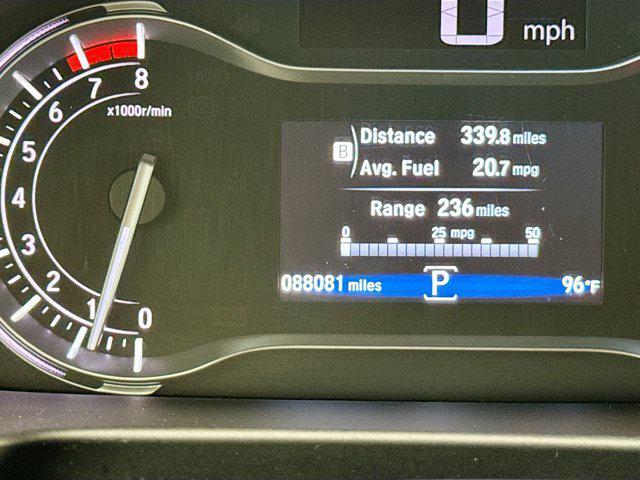 0 mph
8
7
6
x1000r/min
5
4
3
2
1
0
Distance 339.8 miles
B
Avg. Fuel 20.7 mpg
Range 236 miles
0 25 mpg 50
088081 miles P 96°F